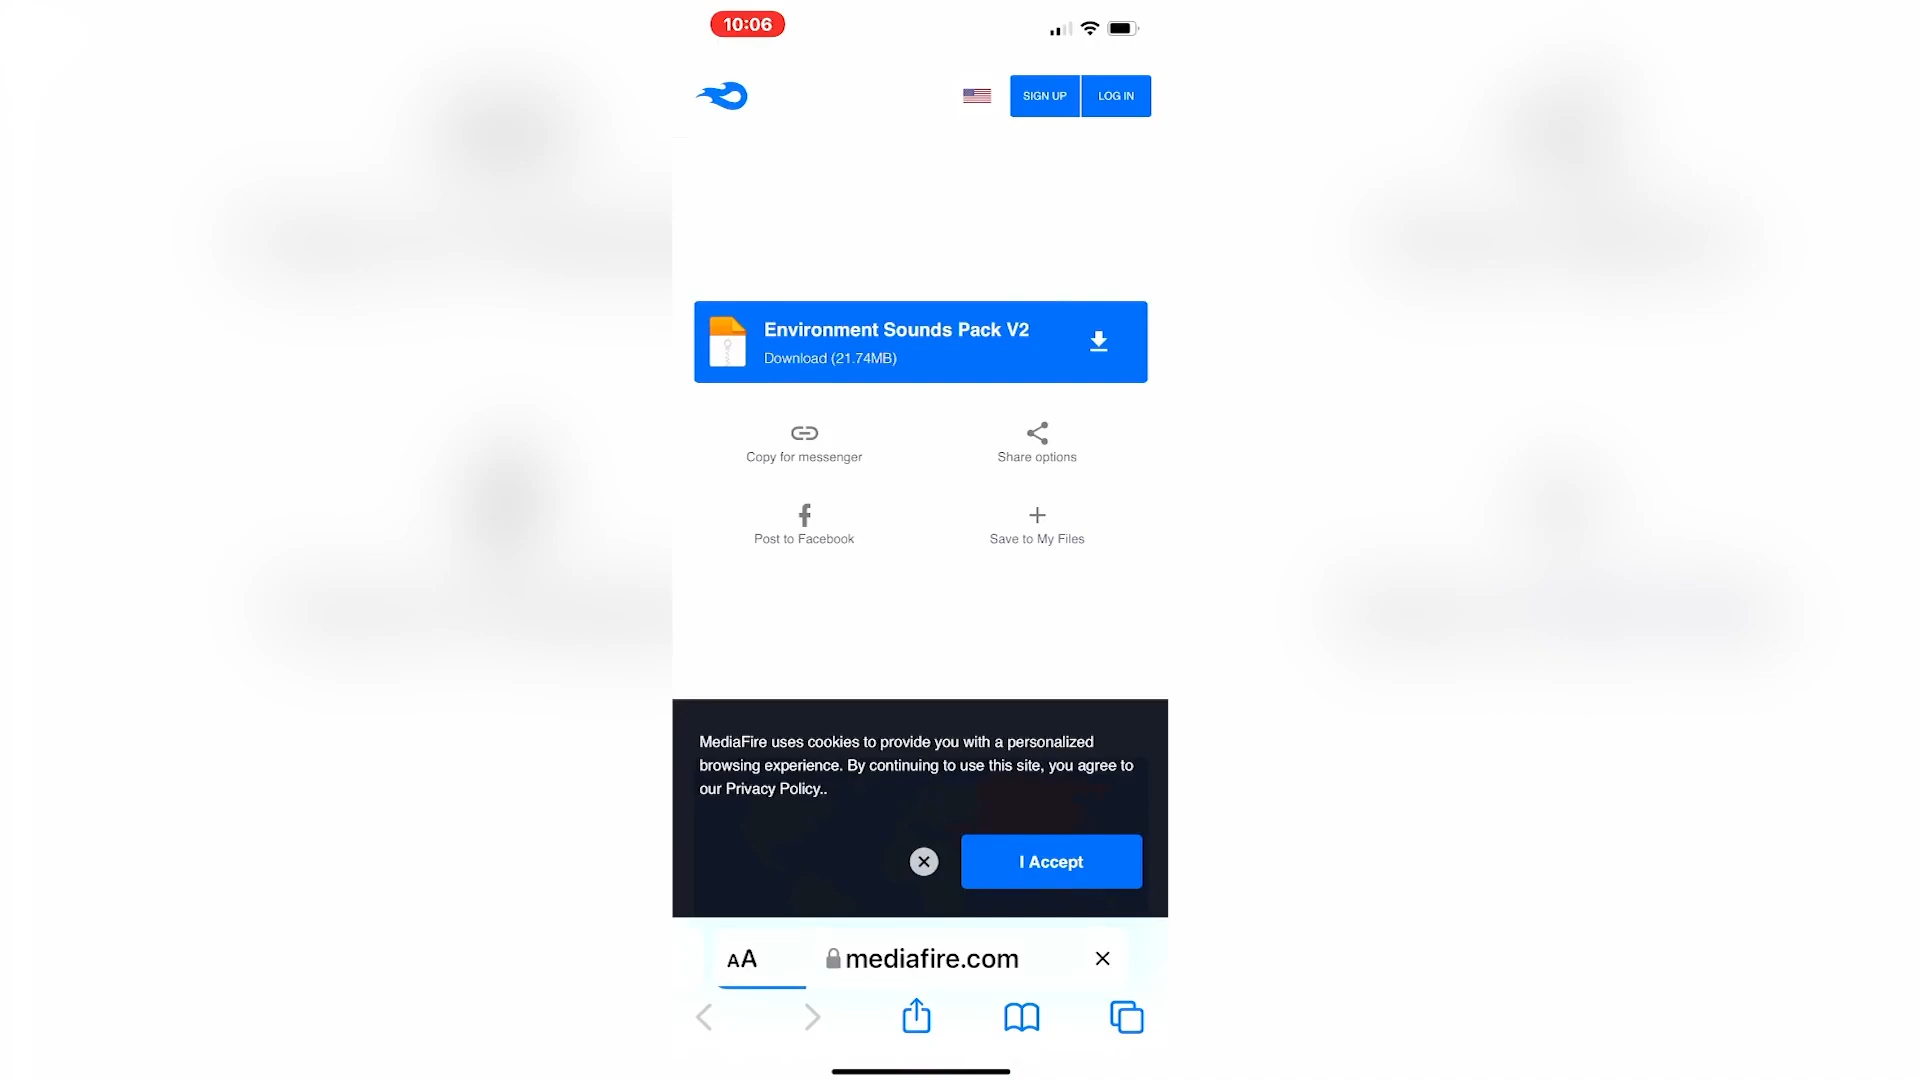 10:06
SIGN UP
LOG IN
Environment Sounds Pack V2
Download (21.74MB)
Copy for messenger
Share options
Post to Facebook
Save to My Files
MediaFire uses cookies to provide you with a personalized
browsing experience. By continuing to use this site, you agree to
our Privacy Policy..
I Accept
AA
mediafire.com